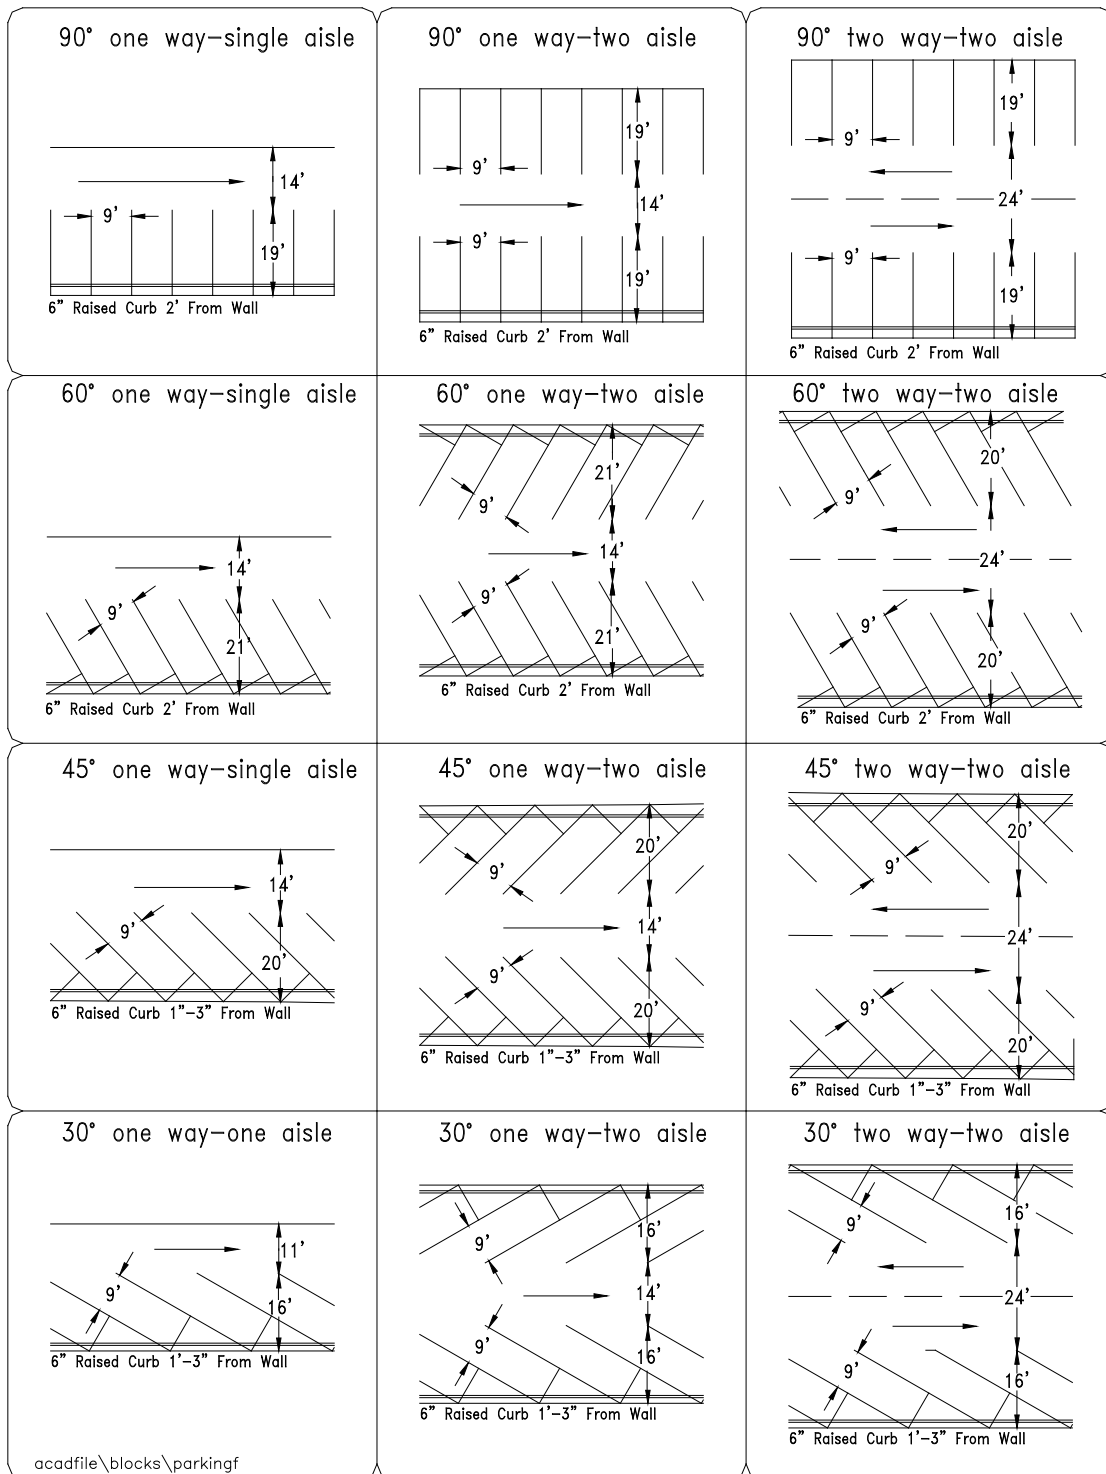 90° one way-single aisle
14'
9'
19'
6" Raised Curb 2' From Wall
90° one way-two aisle
19'
9'
14'
9'
19'
6" Raised Curb 2' From Wall
90° two way-two aisle
19'
9'
24'
9'
19'
6" Raised Curb 2' From Wall
60° one way-single aisle
14'
9'
21'
6" Raised Curb 2' From Wall
60° one way-two aisle
21'
9'
14'
9'
21'
6" Raised Curb 2' From Wall
60° two way-two aisle
20'
9'
24'
9'
20'
6" Raised Curb 2' From Wall
45° one way-single aisle
14'
9'
20'
6" Raised Curb 1"-3" From Wall
45° one way-two aisle
20'
9'
14'
9'
20'
6" Raised Curb 1"-3" From Wall
45° two way-two aisle
20'
9'
24'
9'
20'
6" Raised Curb 1"-3" From Wall
30° one way-one aisle
11'
9'
16'
6" Raised Curb 1'-3" From Wall
30° one way-two aisle
16'
9'
14'
9'
16'
6" Raised Curb 1'-3" From Wall
30° two way-two aisle
16'
9'
24'
9'
16'
6" Raised Curb 1'-3" From Wall
acadfile\blocks\parkingf